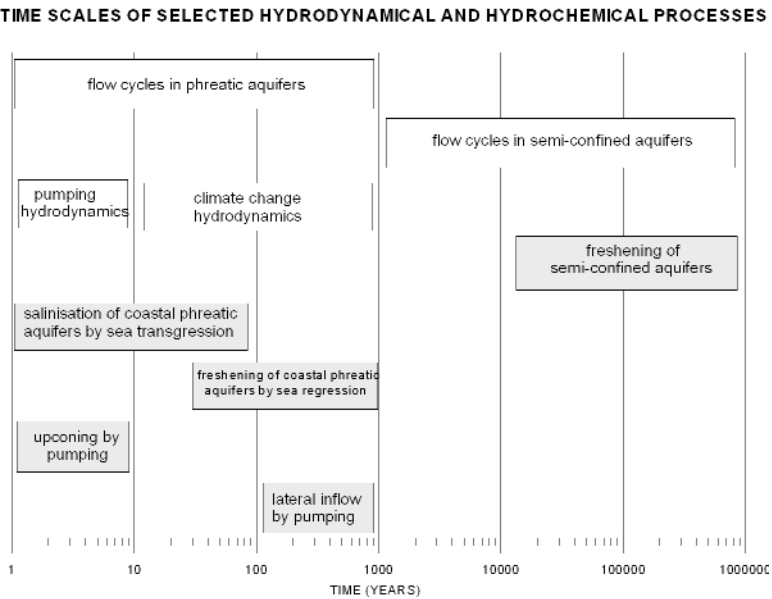 TIME SCALES OF SELECTED HYDRODYNAMICAL AND HYDROCHEMICAL PROCESSES
flow cycles in phreatic aquifers
flow cycles in semi-confined aquifers
pumping
hydrodynamics
climate change
hydrodynamics
freshening of
semi-confined aquifers
salinisation of coastal phreatic
aquifers by sea transgression
freshening of coastal phreatic
aquifers by sea regression
upconing by
pumping
lateral inflow
by pumping
1 10 100 1000 10000 100000 1000000
TIME (YEARS)